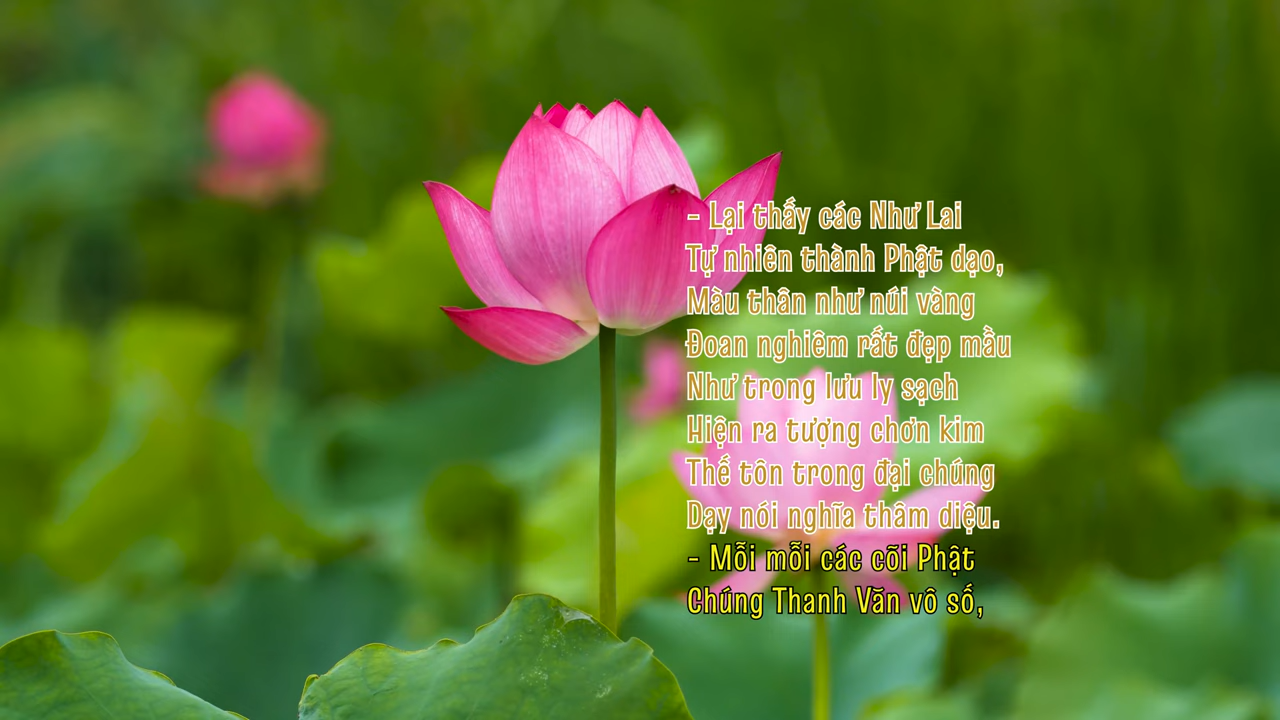 - Lại thấy các Như Lai
Tự nhiên thành Phật dạo,
Màu thân như núi vàng
Đoan nghiêm rất đẹp mầu
Như trong lưu ly sạch
Hiện ra tượng chơn kim
Thế tôn trong đại chúng
Dạy nói nghĩa thâm diệu.
- Mỗi mỗi các cõi Phật
Chúng Thanh Văn vô số,